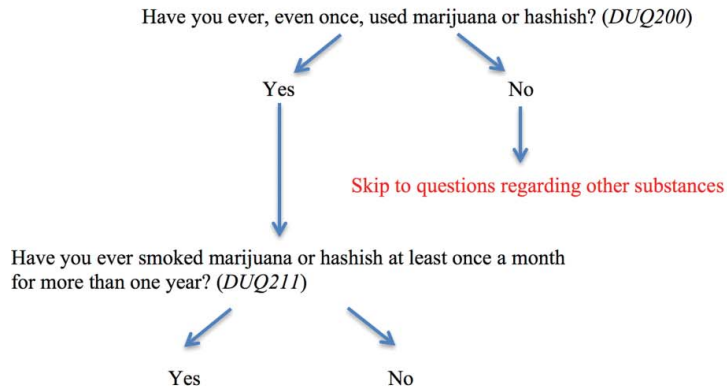 Have you ever, even once, used marijuana or hashish? (DUQ200)
Yes
No
Skip to questions regarding other substances
Have you ever smoked marijuana or hashish at least once a month
for more than one year? (DUQ211)
Yes
No